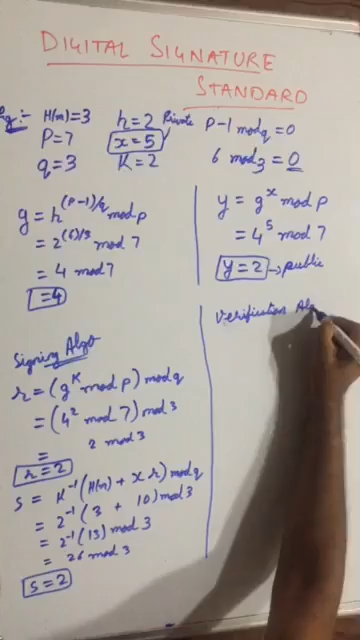 DIGITAL SIGNATURE
STANDARD
Eg:- H(m)=3 h=2 Private P-1 mod q = 0
P=7 x=5
q=3 K=2 6 mod 3 = 0
g = h^(P-1)/q mod p
= 2^(6)/3 mod 7
= 4 mod 7
= 4
y = g^x mod p
= 4^5 mod 7
y = 2 → public
Signing Algo
r = (g^K mod p) mod q
= (4^2 mod 7) mod 3
= 2 mod 3
r = 2
S = K^-1 (H(m) + x r) mod q
= 2^-1 (3 + 10) mod 3
= 2^-1 (13) mod 3
= 26 mod 3
S = 2
Verification Alg